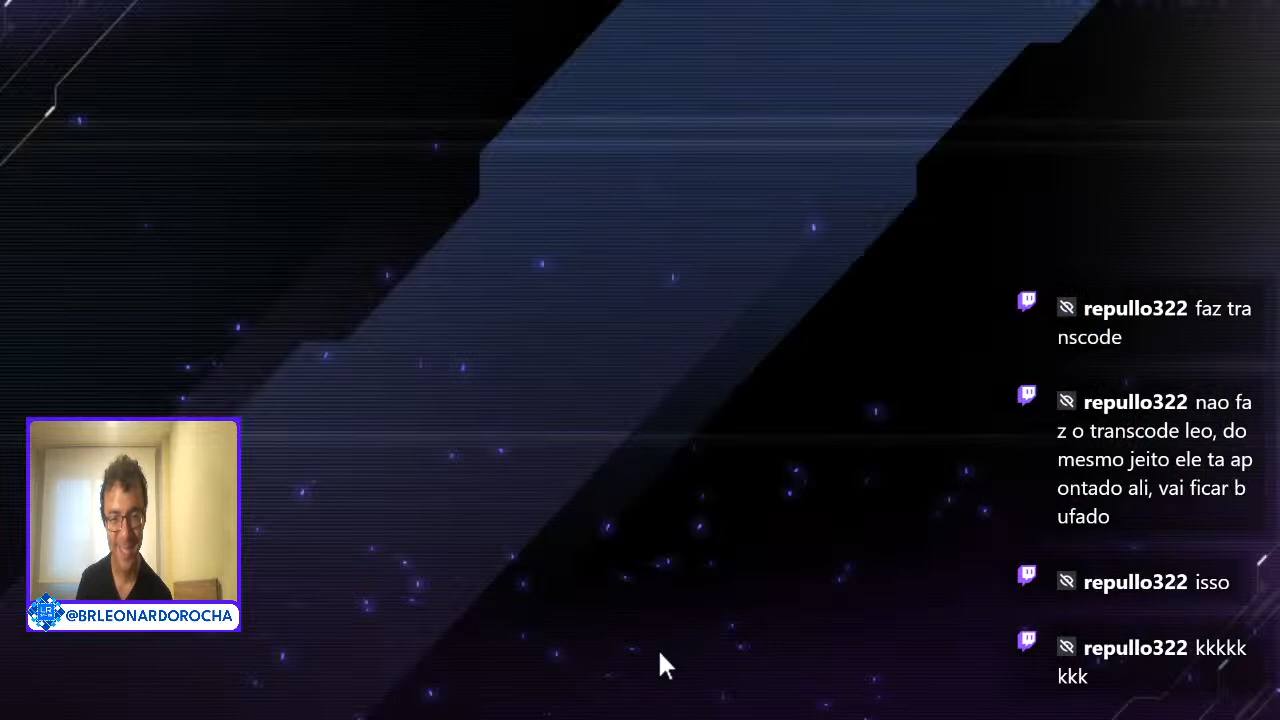 repullo322 faz tra
nscode
repullo322 nao fa
z o transcode leo, do
mesmo jeito ele ta ap
ontado ali, vai ficar b
ufado
repullo322 isso
repullo322 kkkkk
kkk
@BRLEONARDOROCHA